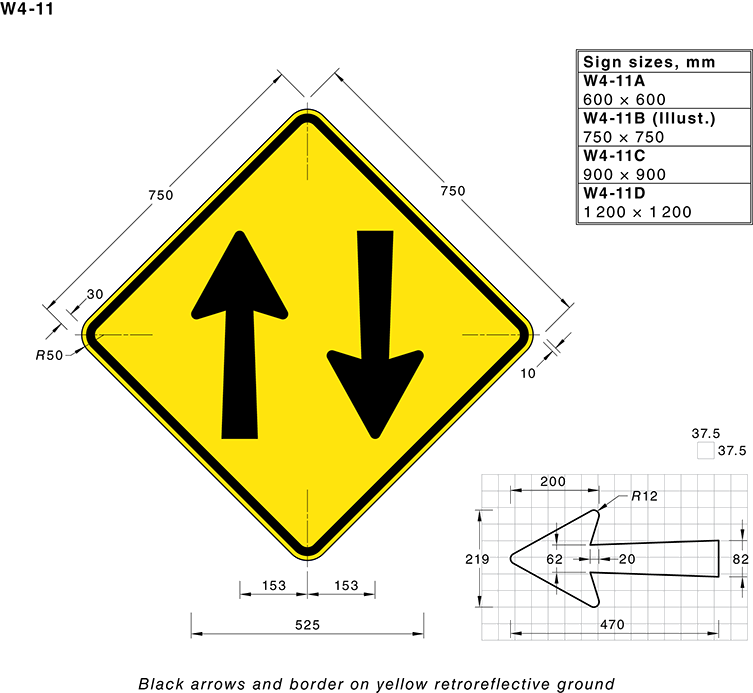 W4-11
Sign sizes, mm
W4-11A
600 × 600
W4-11B (Illust.)
750 × 750
W4-11C
900 × 900
W4-11D
1 200 × 1 200
750
750
30
R50
10
37.5
37.5
200
R12
219
62
20
82
470
153
153
525
Black arrows and border on yellow retroreflective ground